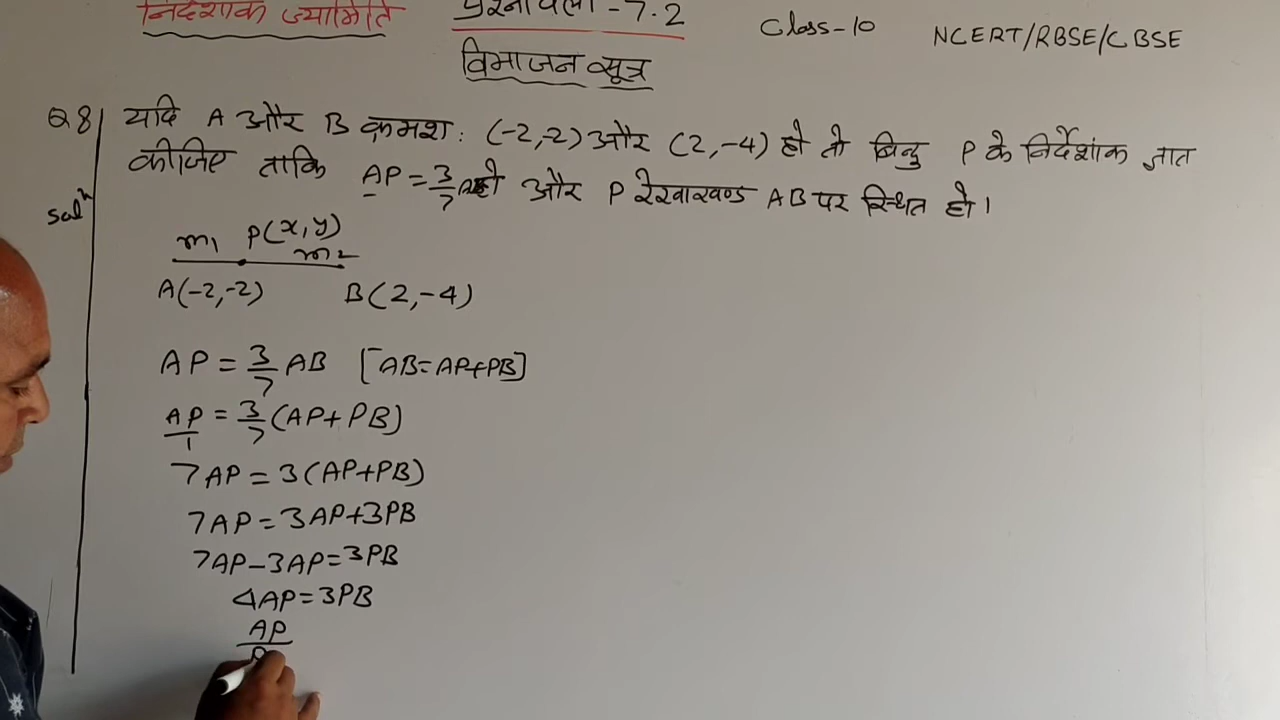 निर्देशांक ज्यामिति प्रश्नावली-7.2 Class-10 NCERT/RBSE/CBSE
विभाजन सूत्र
Q8 यदि A और B क्रमश: (-2,-2) और (2,-4) हो तो बिन्दु P के निर्देशांक ज्ञात
कीजिए ताकि AP = 3/7 AB हो और P रेखाखण्ड AB पर स्थित हो।
Solⁿ
m₁ P(x,y) m₂
A(-2,-2) B(2,-4)
AP = 3/7 AB [AB=AP+PB]
AP/1 = 3/7 (AP+PB)
7AP = 3(AP+PB)
7AP = 3AP+3PB
7AP-3AP=3PB
4AP=3PB
AP